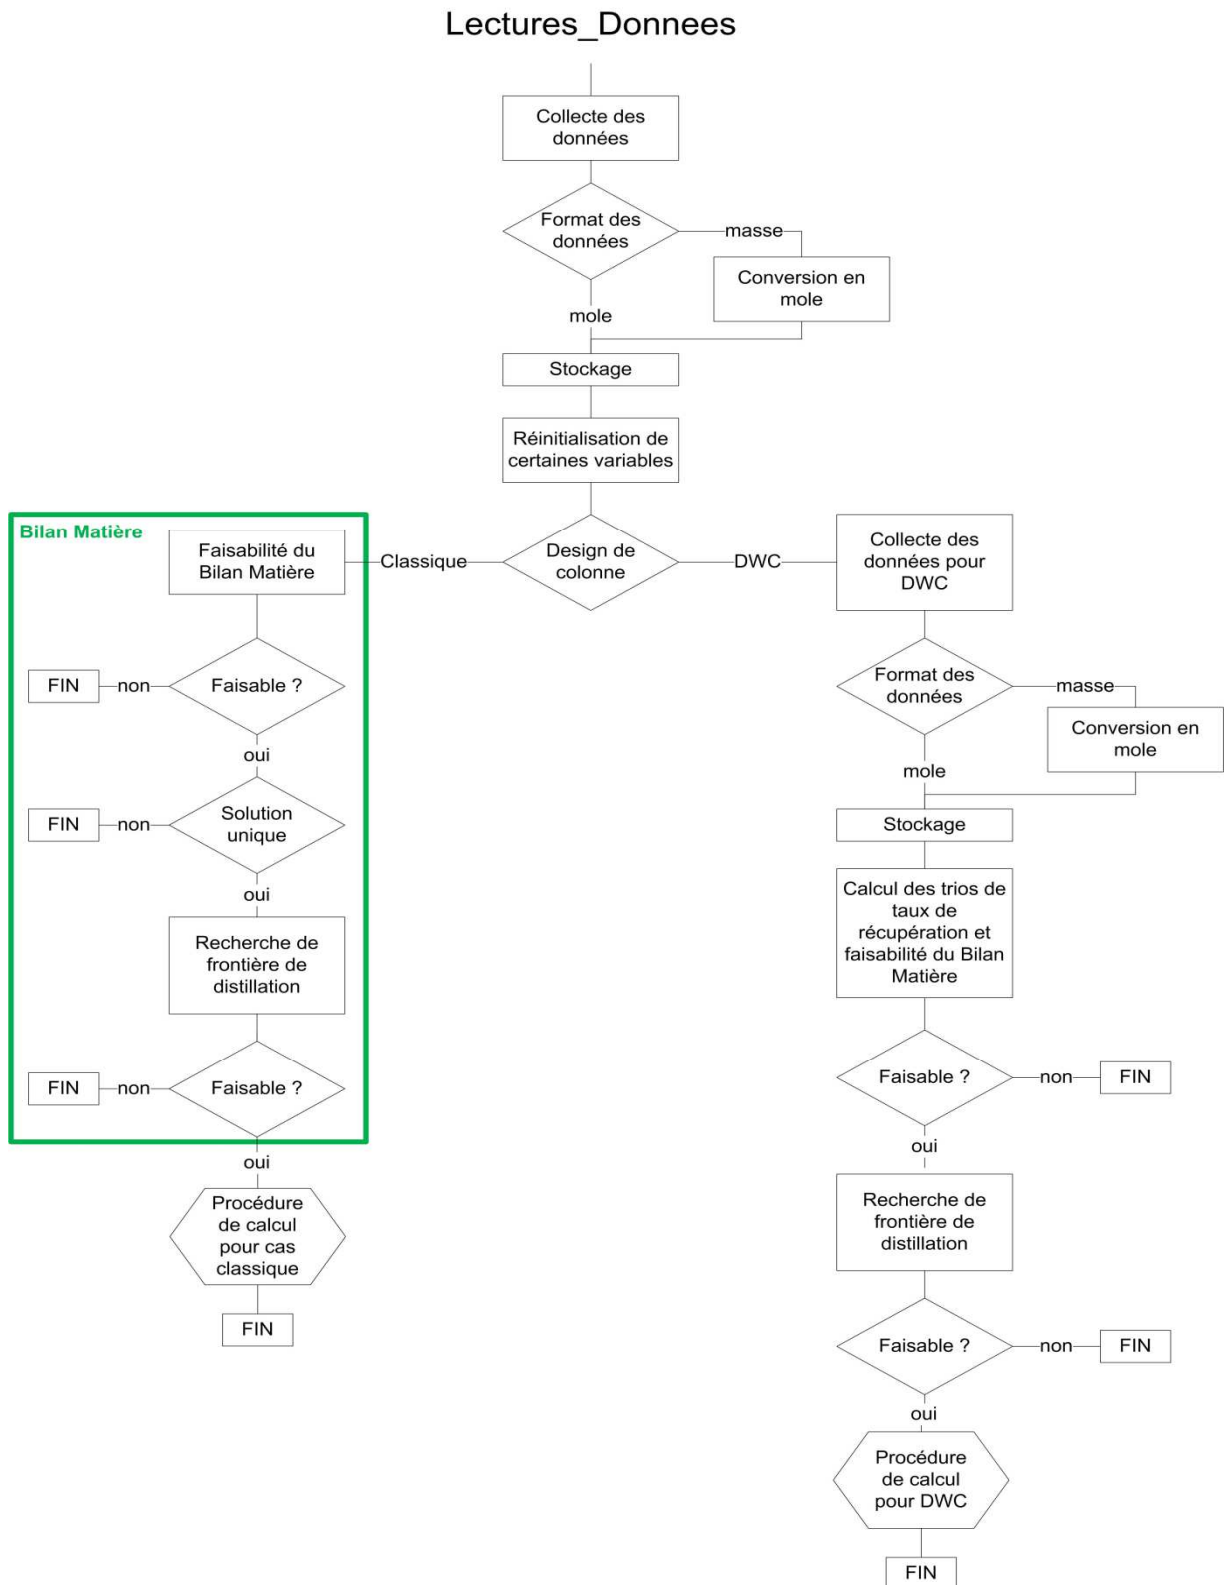 Lectures_Donnees
Collecte des
données
Format des
données
masse
Conversion en
mole
mole
Stockage
Réinitialisation de
certaines variables
Design de
colonne
Classique
DWC
Bilan Matière
Faisabilité du
Bilan Matière
Faisable ?
non
FIN
oui
Solution
unique
non
FIN
oui
Recherche de
frontière de
distillation
Faisable ?
non
FIN
oui
Procédure
de calcul
pour cas
classique
FIN
Collecte des
données pour
DWC
Format des
données
masse
Conversion en
mole
mole
Stockage
Calcul des trios de
taux de
récupération et
faisabilité du Bilan
Matière
Faisable ?
non
FIN
oui
Recherche de
frontière de
distillation
Faisable ?
non
FIN
oui
Procédure
de calcul
pour DWC
FIN